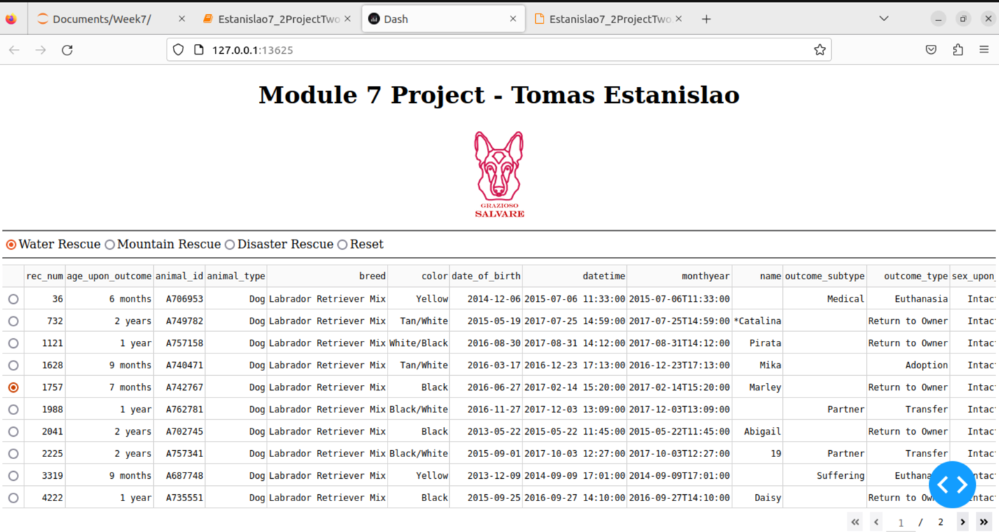 Documents/Week7/ Estanislao7_2ProjectTwo Dash Estanislao7_2ProjectTwo
127.0.0.1:13625
Module 7 Project - Tomas Estanislao
GRAZIOSO
SALVARE
Water Rescue Mountain Rescue Disaster Rescue Reset
rec_num age_upon_outcome animal_id animal_type breed color date_of_birth datetime monthyear name outcome_subtype outcome_type sex_upon_
36 6 months A706953 Dog Labrador Retriever Mix Yellow 2014-12-06 2015-07-06 11:33:00 2015-07-06T11:33:00 Medical Euthanasia Intac
732 2 years A749782 Dog Labrador Retriever Mix Tan/White 2015-05-19 2017-07-25 14:59:00 2017-07-25T14:59:00 *Catalina Return to Owner Intac
1121 1 year A757158 Dog Labrador Retriever Mix White/Black 2016-08-30 2017-08-31 14:12:00 2017-08-31T14:12:00 Pirata Return to Owner Intac
1628 9 months A740471 Dog Labrador Retriever Mix Tan/White 2016-03-17 2016-12-23 17:13:00 2016-12-23T17:13:00 Mika Adoption Intac
1757 7 months A742767 Dog Labrador Retriever Mix Black 2016-06-27 2017-02-14 15:20:00 2017-02-14T15:20:00 Marley Return to Owner Intac
1988 1 year A762781 Dog Labrador Retriever Mix Black/White 2016-11-27 2017-12-03 13:09:00 2017-12-03T13:09:00 Partner Transfer Intac
2041 2 years A702745 Dog Labrador Retriever Mix Black 2013-05-22 2015-05-22 11:45:00 2015-05-22T11:45:00 Abigail Return to Owner Intac
2225 2 years A757341 Dog Labrador Retriever Mix Black/White 2015-09-01 2017-10-03 12:27:00 2017-10-03T12:27:00 19 Partner Transfer Intac
3319 9 months A687748 Dog Labrador Retriever Mix Yellow 2013-12-09 2014-09-09 17:01:00 2014-09-09T17:01:00 Suffering Euthana ntac
4222 1 year A735551 Dog Labrador Retriever Mix Black 2015-09-25 2016-09-27 14:10:00 2016-09-27T14:10:00 Daisy Return to Ow Intac
1 / 2